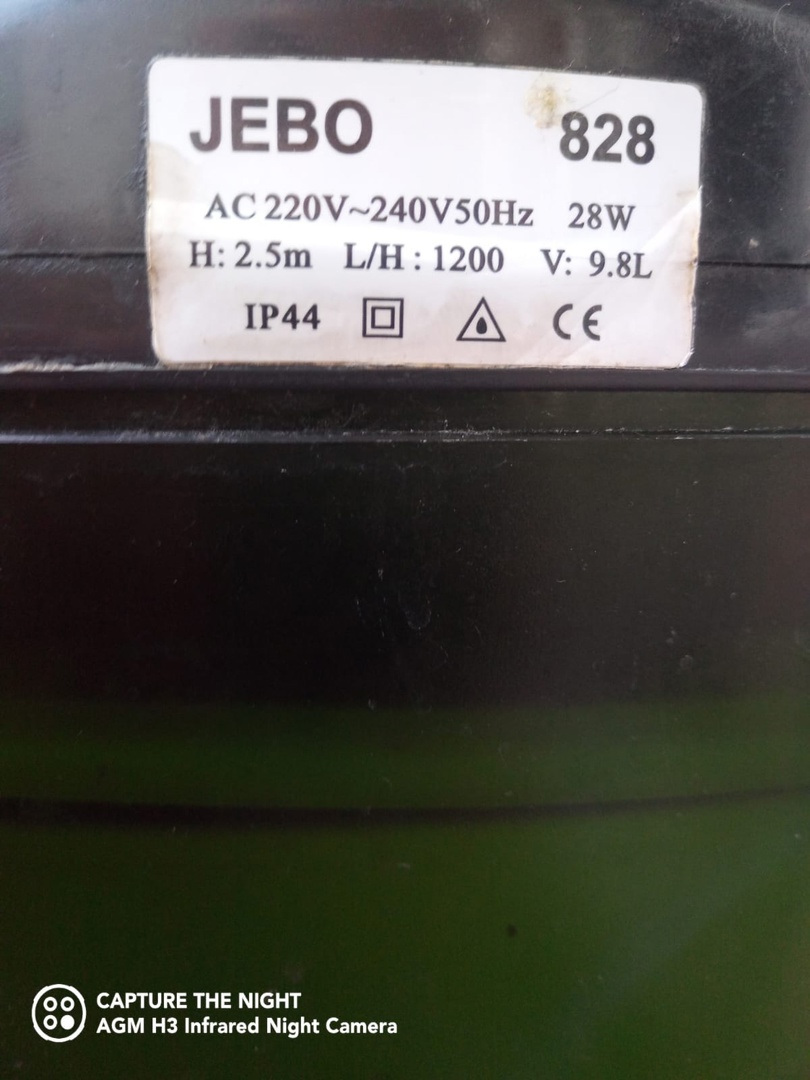 JEBO 828
AC 220V~240V50Hz 28W
H: 2.5m L/H : 1200 V: 9.8L
IP44 CE
CAPTURE THE NIGHT
AGM H3 Infrared Night Camera